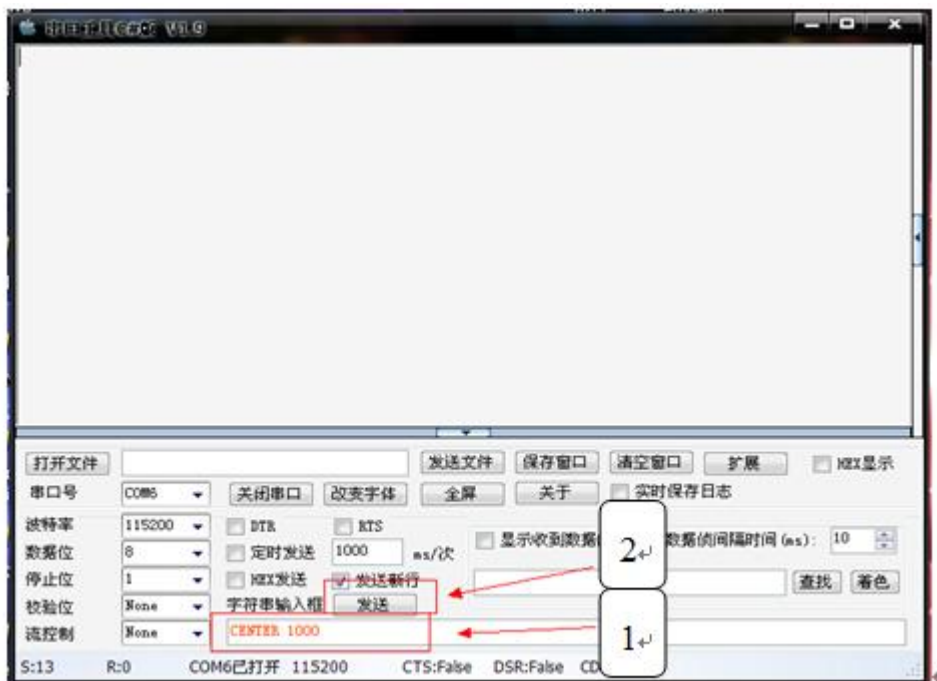 V1.9
打开文件 发送文件 保存窗口 清空窗口 扩展 HEX显示
串口号 COM6 关闭串口 改变字体 全屏 关于 实时保存日志
波特率 115200 DTR RTS
显示收到数据 数据侦间隔时间(ms): 10
数据位 8 定时发送 1000 ms/次
停止位 1 HEX发送 发送新行 查找 着色
校验位 None 字符串输入框 发送
流控制 None CENTER 1000
2
1
S:13 R:0 COM6已打开 115200 CTS:False DSR:False CD